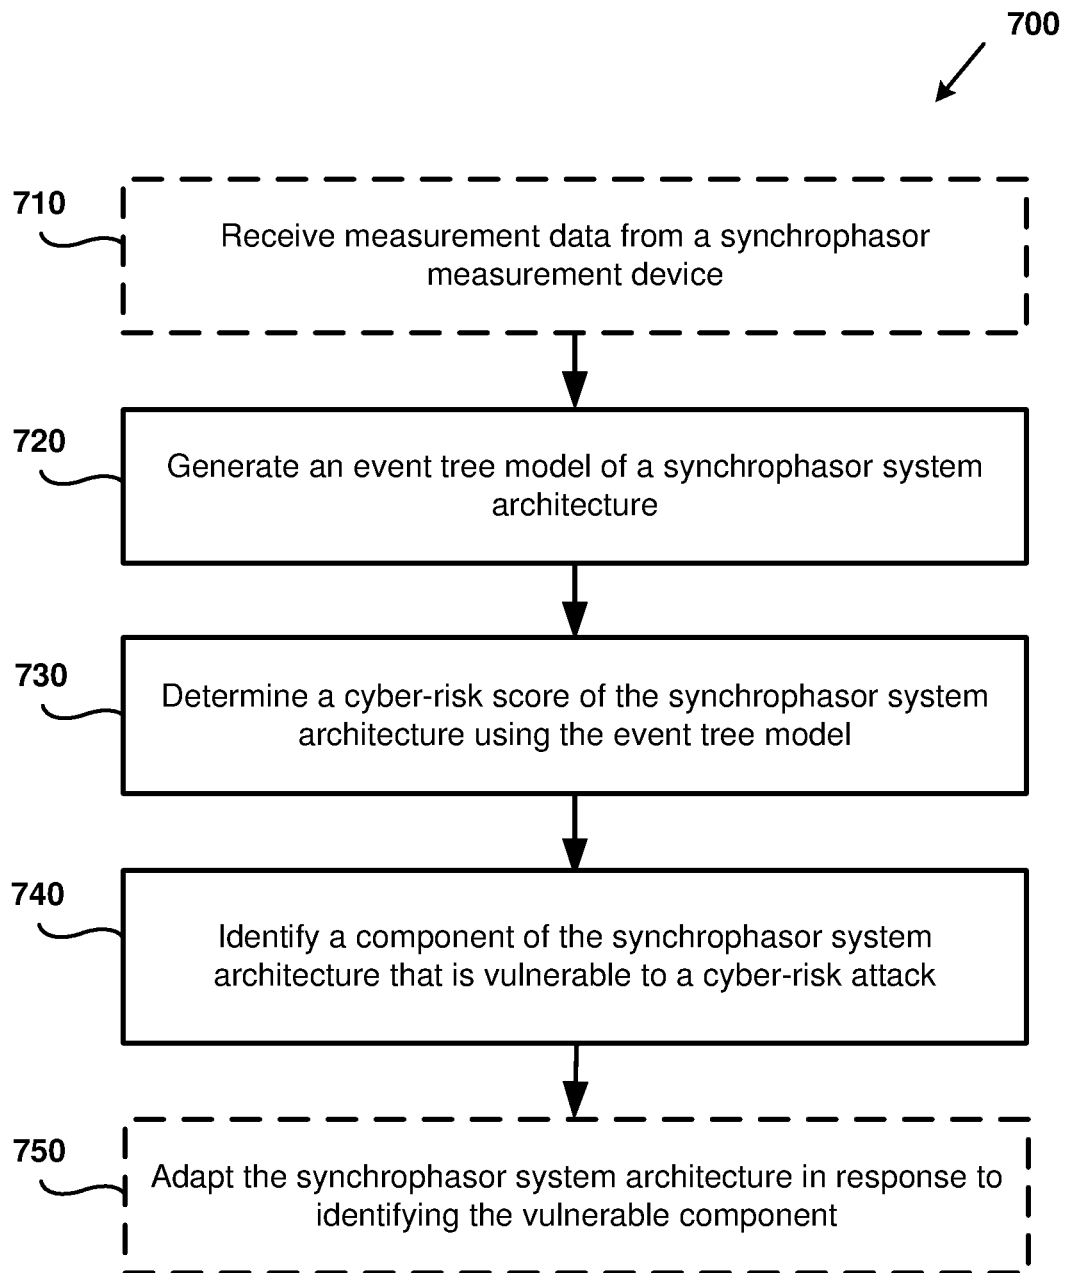 700
710
Receive measurement data from a synchrophasor
measurement device
720
Generate an event tree model of a synchrophasor system
architecture
730
Determine a cyber-risk score of the synchrophasor system
architecture using the event tree model
740
Identify a component of the synchrophasor system
architecture that is vulnerable to a cyber-risk attack
750
Adapt the synchrophasor system architecture in response to
identifying the vulnerable component